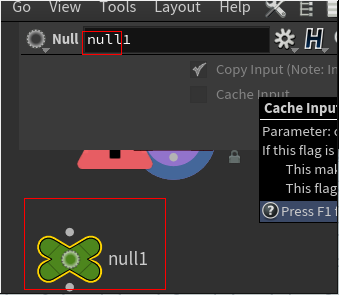 View Tools Layout Help
Null null1
Copy Input (Note: In
Cache Input
Cache Input
Parameter: c
If this flag is
This mak
This flag
Press F1 f
null1